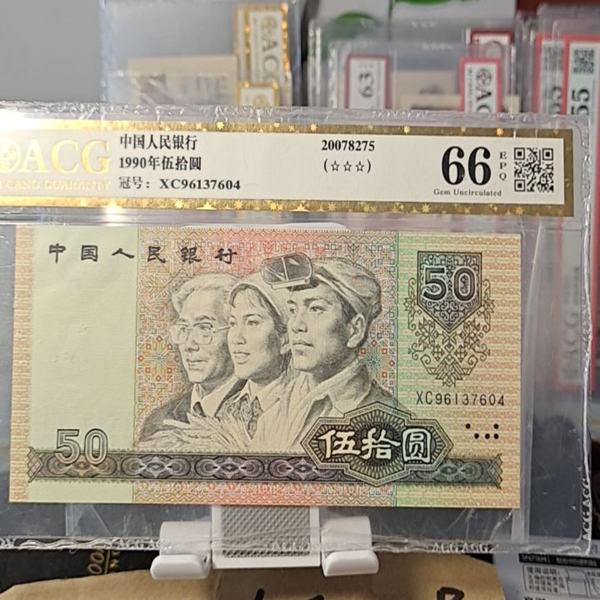 ACG
中国人民银行
1990年伍拾圆
冠号： XC96137604
20078275
(☆☆☆)
66
EPQ
Gem Uncirculated
中国人民银行
50
XC96137604
50
伍拾圆